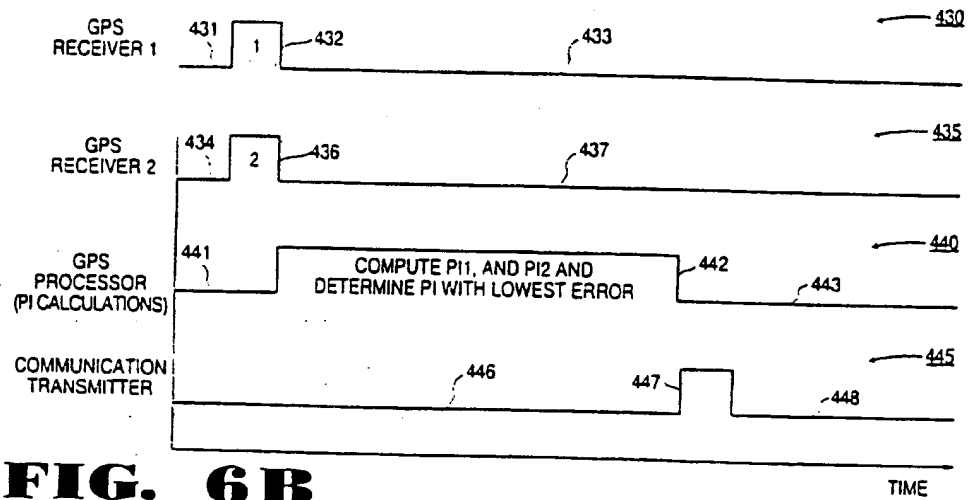 GPS
RECEIVER 1
431
1
432
433
430
GPS
RECEIVER 2
434
2
436
437
435
GPS
PROCESSOR
(PI CALCULATIONS)
441
COMPUTE PI1, AND PI2 AND
DETERMINE PI WITH LOWEST ERROR
442
443
440
COMMUNICATION
TRANSMITTER
446
447
448
445
FIG. 6B
TIME